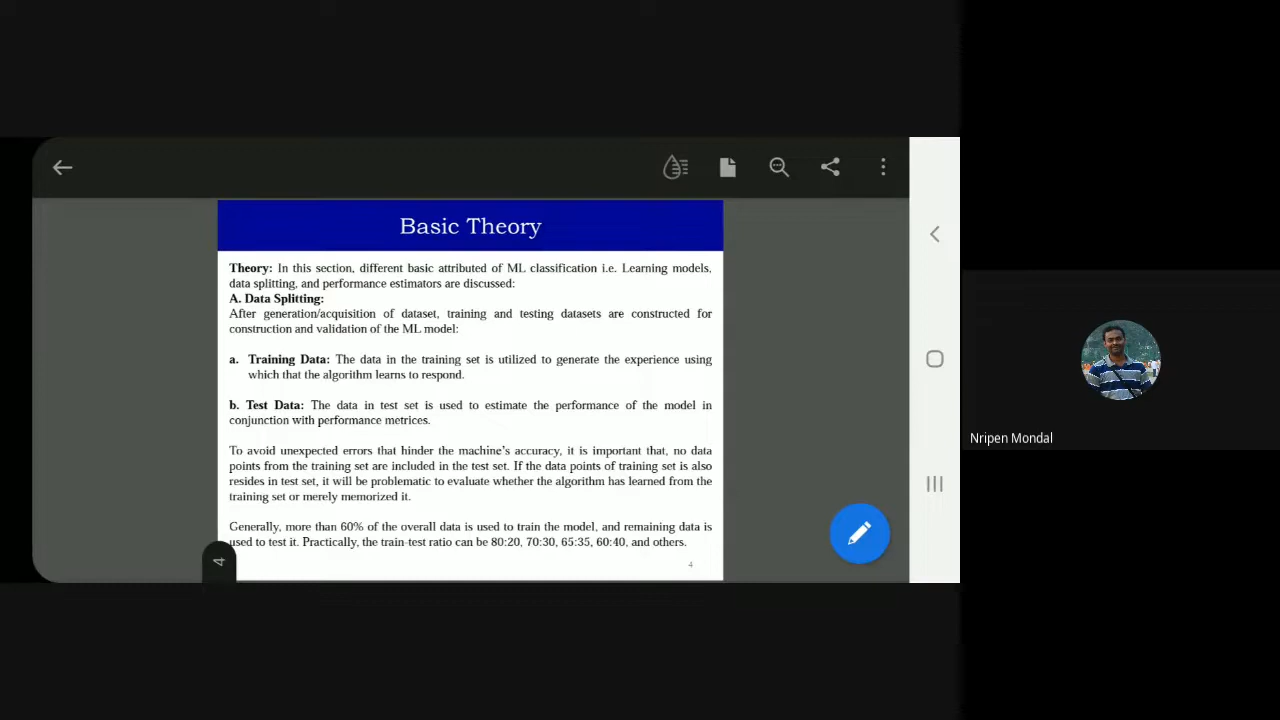 Basic Theory
Theory: In this section, different basic attributed of ML classification i.e. Learning models,
data splitting, and performance estimators are discussed:
A. Data Splitting:
After generation/acquisition of dataset, training and testing datasets are constructed for
construction and validation of the ML model:
a. Training Data: The data in the training set is utilized to generate the experience using
which that the algorithm learns to respond.
b. Test Data: The data in test set is used to estimate the performance of the model in
conjunction with performance metrices.
To avoid unexpected errors that hinder the machine's accuracy, it is important that, no data
points from the training set are included in the test set. If the data points of training set is also
resides in test set, it will be problematic to evaluate whether the algorithm has learned from the
training set or merely memorized it.
Generally, more than 60% of the overall data is used to train the model, and remaining data is
used to test it. Practically, the train-test ratio can be 80:20, 70:30, 65:35, 60:40, and others.
4
4
Nripen Mondal